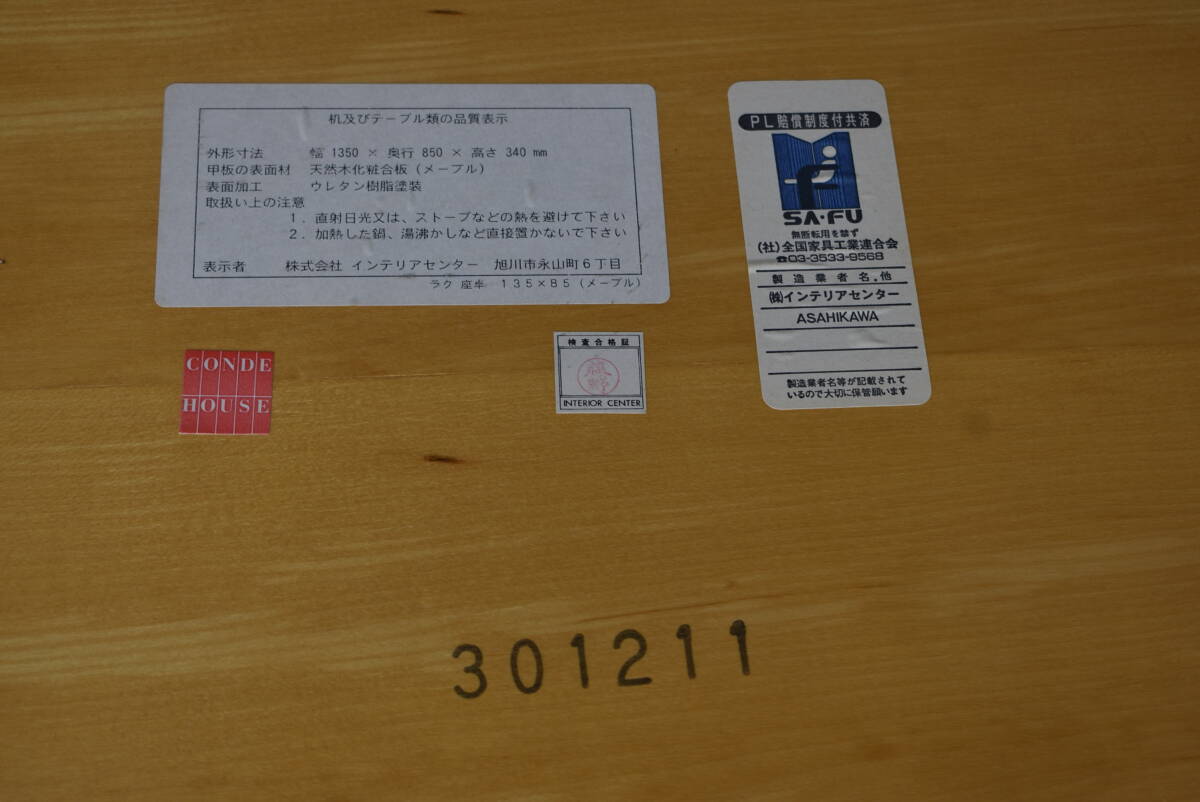 机及びテーブル類の品質表示
外形寸法 幅 1350 × 奥行 850 × 高さ 340 mm
甲板の表面材 天然木化粧合板（メープル）
表面加工 ウレタン樹脂塗装
取扱い上の注意
1．直射日光又は、ストーブなどの熱を避けて下さい
2．加熱した鍋、湯沸かしなど直接置かないで下さい
表示者 株式会社 インテリアセンター 旭川市永山町6丁目
ラク 座卓 135×85（メープル）
CONDE
HOUSE
検査合格証
INTERIOR CENTER
PL賠償制度付共済
SA・FU
無断転用を禁ず
（社）全国家具工業連合会
☎03-3533-9568
製造業者名.他
㈱インテリアセンター
ASAHIKAWA
製造業者名等が記載されて
いるので大切に保管願います
301211